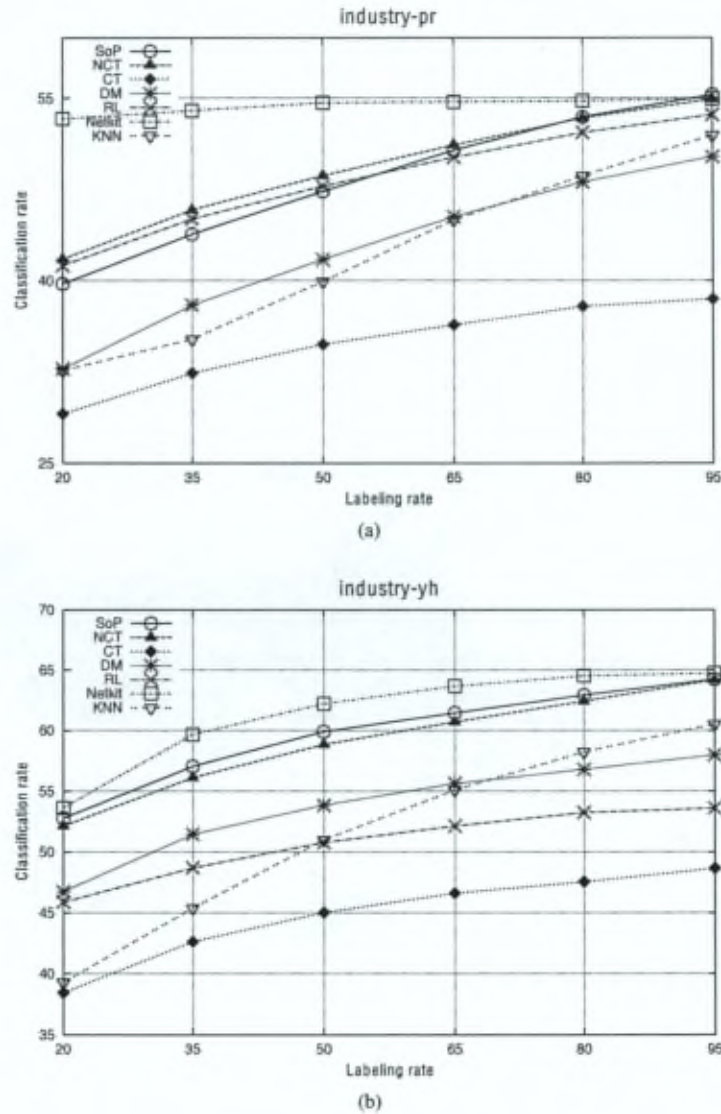 industry-pr
SoP
NCT
CT
DM
RL
Netkit
KNN
55
40
25
Classification rate
20 35 50 65 80 95
Labeling rate
(a)
industry-yh
SoP
NCT
CT
DM
RL
Netkit
KNN
70
65
60
55
50
45
40
35
Classification rate
20 35 50 65 80 95
Labeling rate
(b)